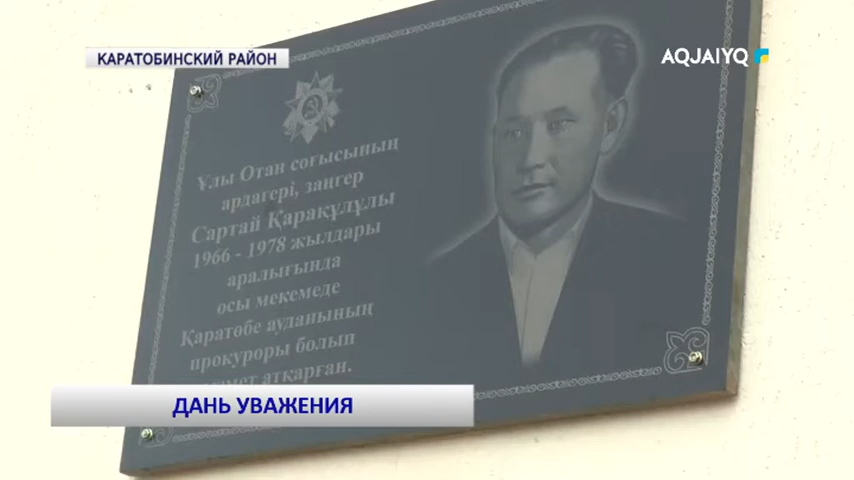 КАРАТОБИНСКИЙ РАЙОН
AQJAIYQ
Ұлы Отан соғысының
ардагері, заңгер
Сартай Қарақұлұлы
1966 - 1978 жылдары
аралығында
осы мекемеде
Қаратөбе ауданының
прокуроры болып
атқарған.
ДАНЬ УВАЖЕНИЯ